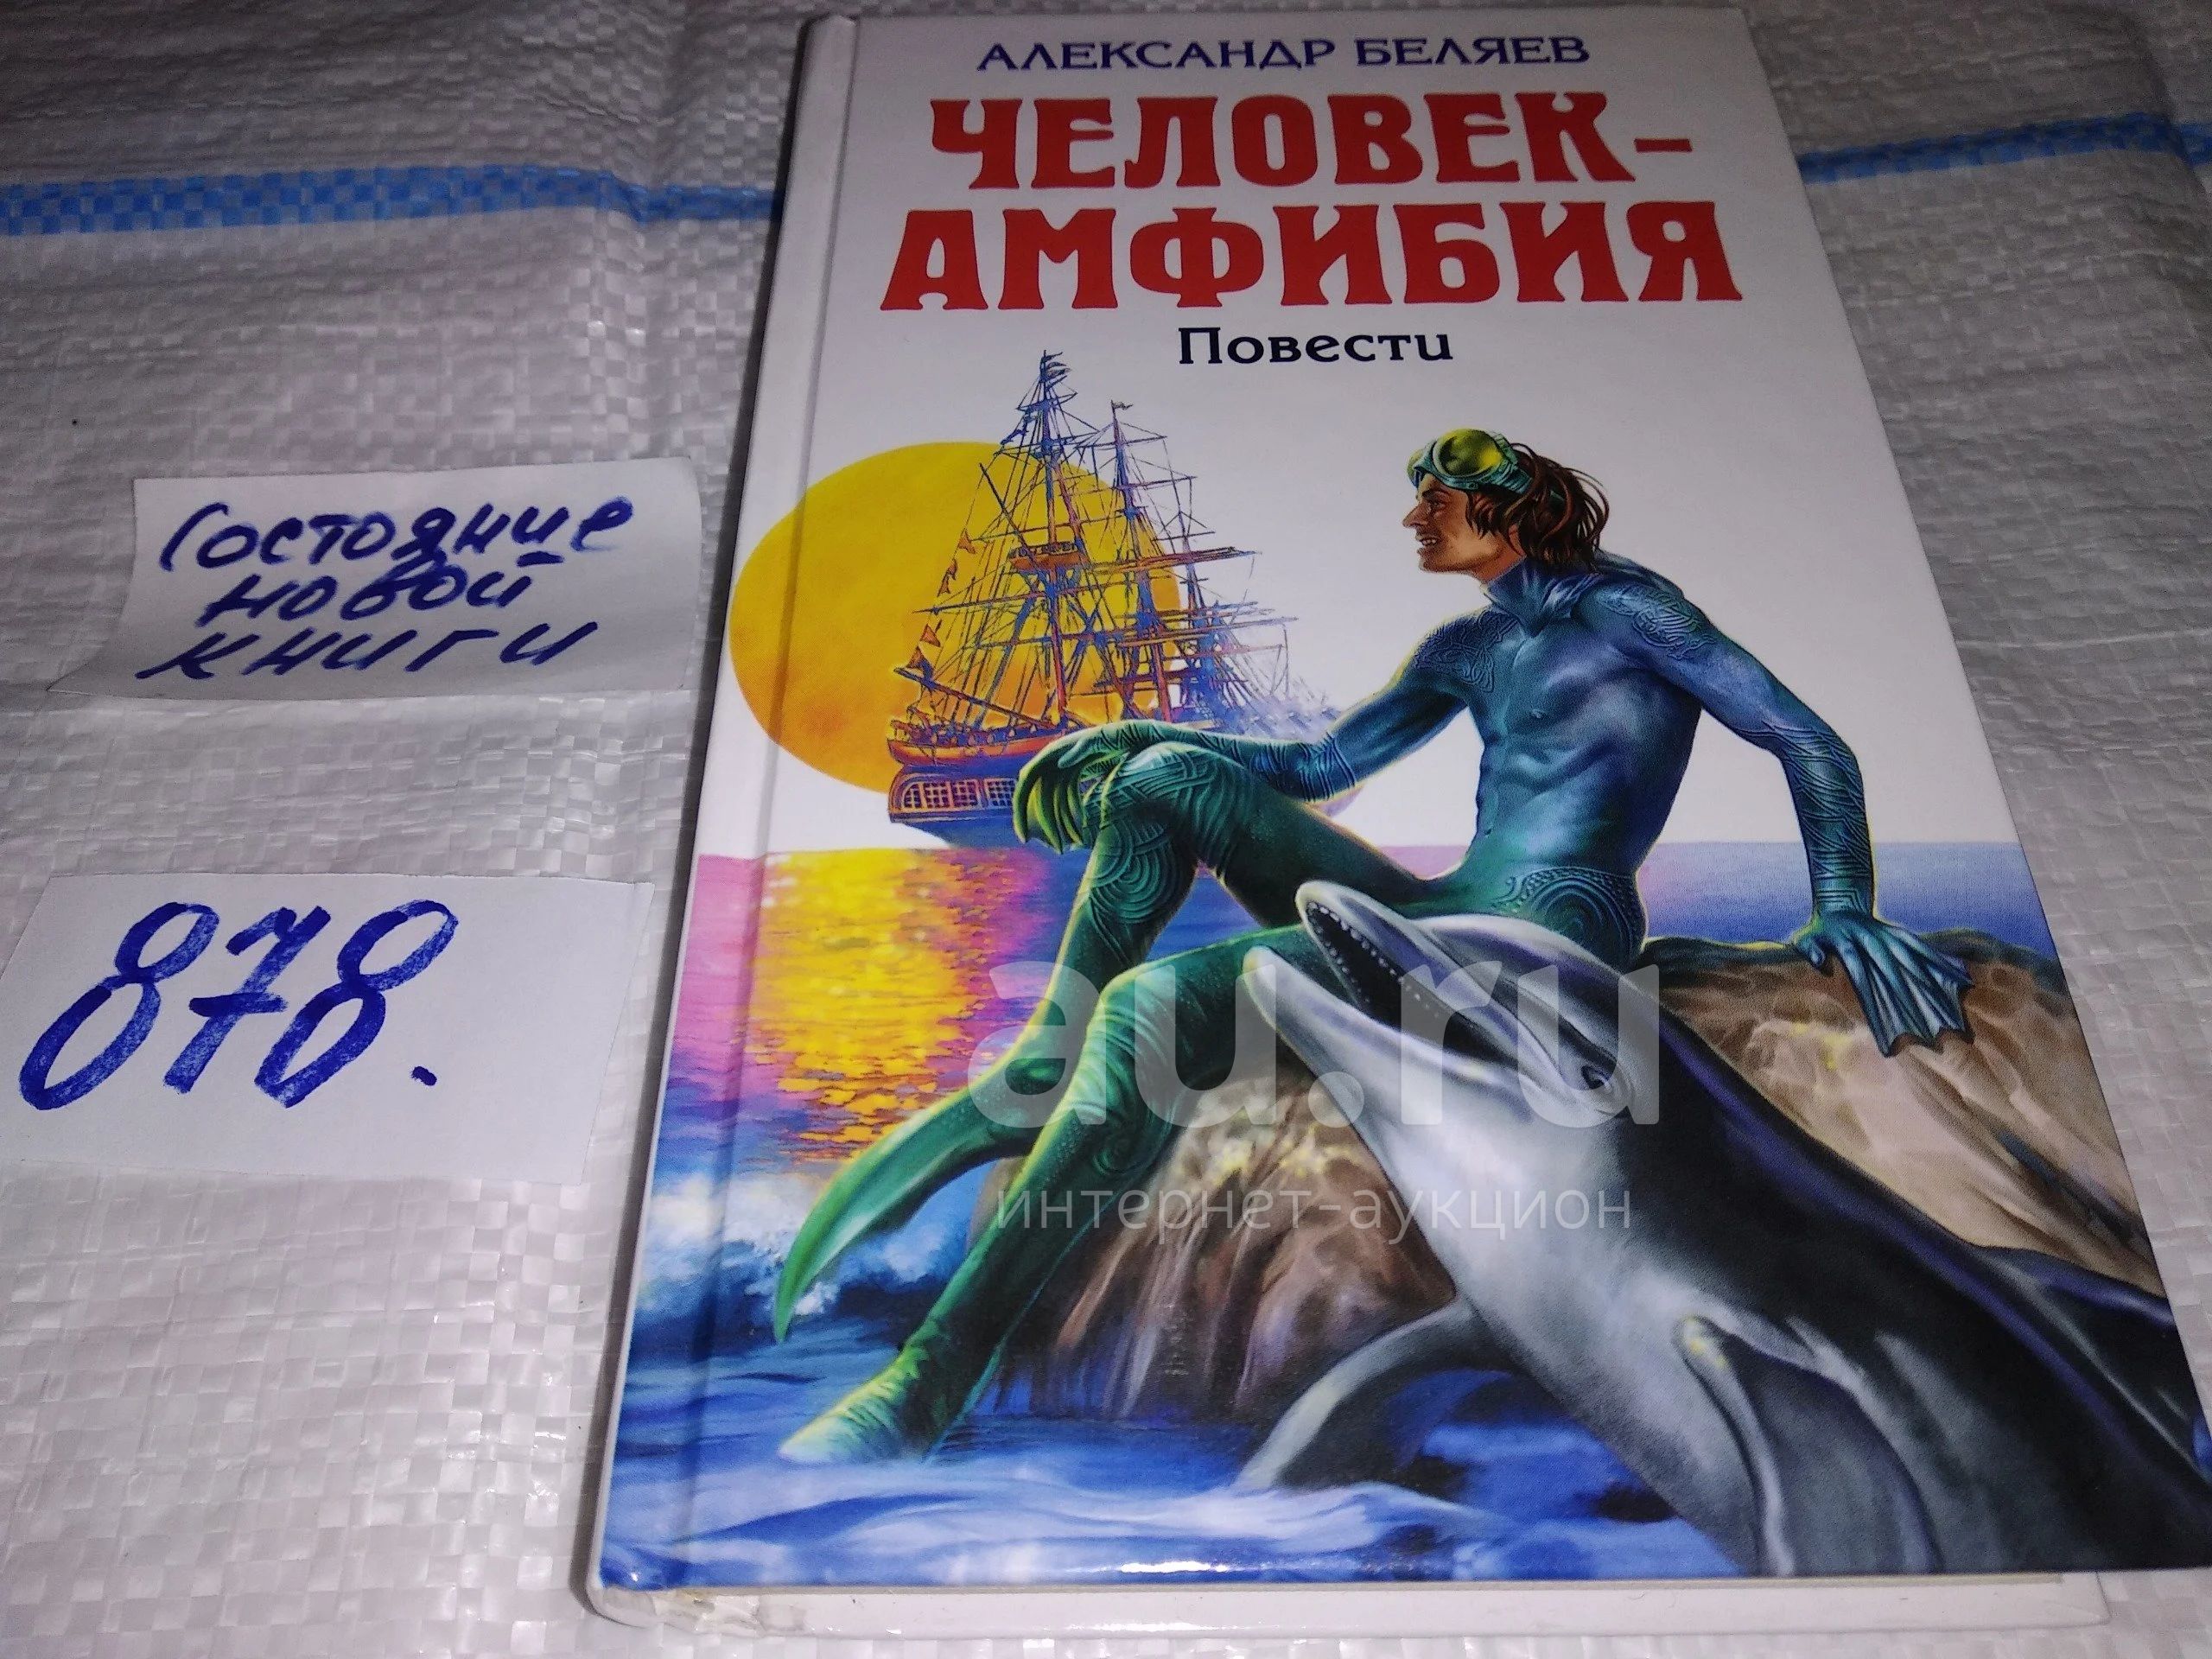 АЛЕКСАНДР БЕЛЯЕВ
ЧЕЛОВЕК-
АМФИБИЯ
Повести
Состояние
новой
книги
878.
au.ru
интернет-аукцион